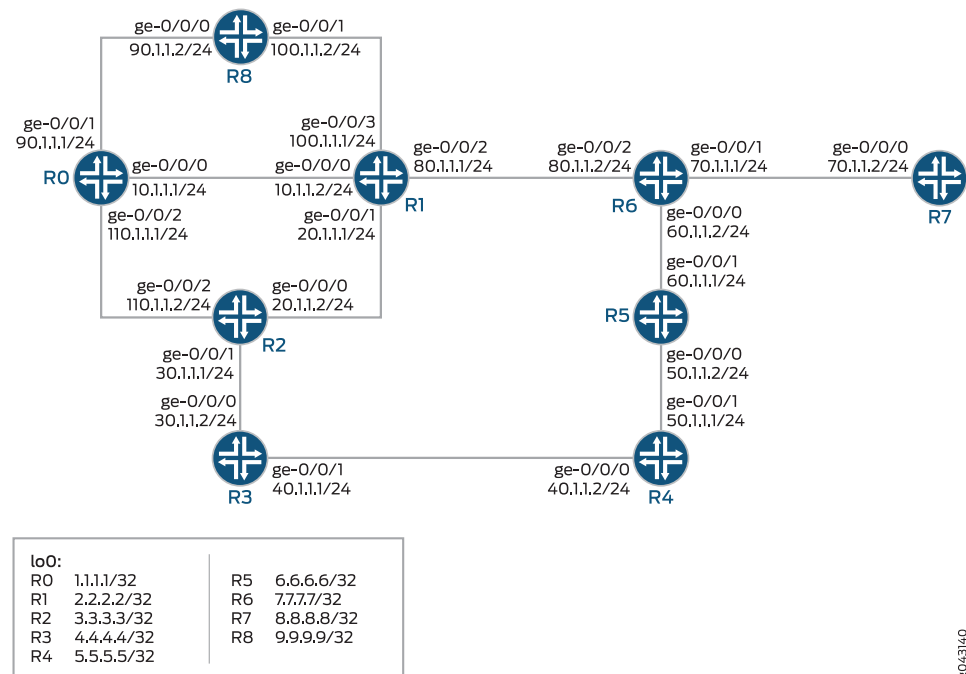 ge-0/0/0
90.1.1.2/24
ge-0/0/1
100.1.1.2/24
R8
ge-0/0/1
90.1.1.1/24
ge-0/0/3
100.1.1.1/24
R0
ge-0/0/0
10.1.1.1/24
ge-0/0/0
10.1.1.2/24
ge-0/0/2
80.1.1.1/24
R1
ge-0/0/2
80.1.1.2/24
ge-0/0/1
70.1.1.1/24
R6
ge-0/0/0
70.1.1.2/24
R7
ge-0/0/2
110.1.1.1/24
ge-0/0/1
20.1.1.1/24
ge-0/0/0
60.1.1.2/24
ge-0/0/2
110.1.1.2/24
ge-0/0/0
20.1.1.2/24
R2
ge-0/0/1
60.1.1.1/24
R5
ge-0/0/1
30.1.1.1/24
ge-0/0/0
50.1.1.2/24
ge-0/0/0
30.1.1.2/24
ge-0/0/1
50.1.1.1/24
R3
ge-0/0/1
40.1.1.1/24
ge-0/0/0
40.1.1.2/24
R4
lo0:
R0 1.1.1.1/32
R1 2.2.2.2/32
R2 3.3.3.3/32
R3 4.4.4.4/32
R4 5.5.5.5/32
R5 6.6.6.6/32
R6 7.7.7.7/32
R7 8.8.8.8/32
R8 9.9.9.9/32